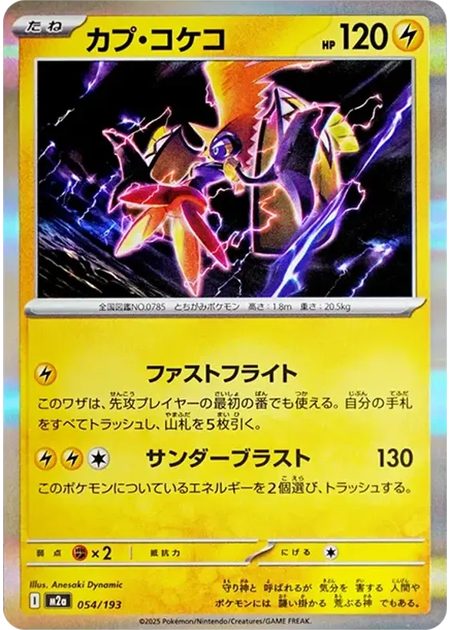 たね カプ・コケコ HP 120
全国図鑑NO.0785 とちがみポケモン 高さ:1.8m 重さ:20.5kg
ファストフライト
このワザは、先攻プレイヤーの最初の番でも使える。自分の手札
をすべてトラッシュし、山札を5枚引く。
サンダーブラスト 130
このポケモンについているエネルギーを2個選び、トラッシュする。
弱点 ×2 抵抗力 にげる
Illus. Anesaki Dynamic
守り神と 呼ばれるが 気分を 害する 人間や
ポケモンには 襲い掛かる 荒ぶる神 でもある。
I m2a 054/193
©2025 Pokémon/Nintendo/Creatures/GAME FREAK.